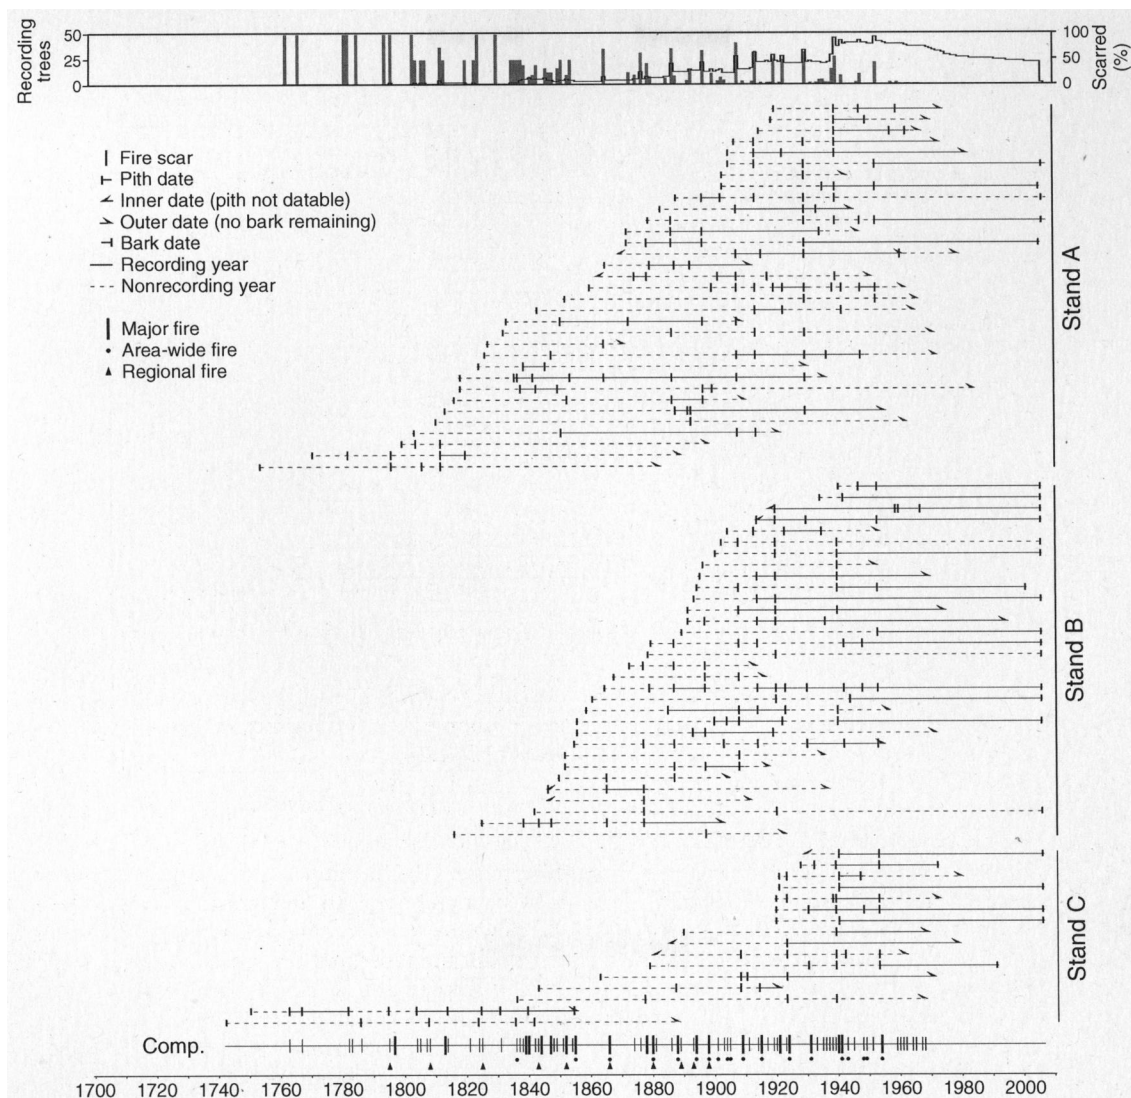 Recording
trees
50
25
0
100
50
0
Scarred
(%)
Fire scar
Pith date
Inner date (pith not datable)
Outer date (no bark remaining)
Bark date
Recording year
Nonrecording year
Major fire
Area-wide fire
Regional fire
Stand A
Stand B
Stand C
Comp.
1700 1720 1740 1760 1780 1800 1820 1840 1860 1880 1900 1920 1940 1960 1980 2000